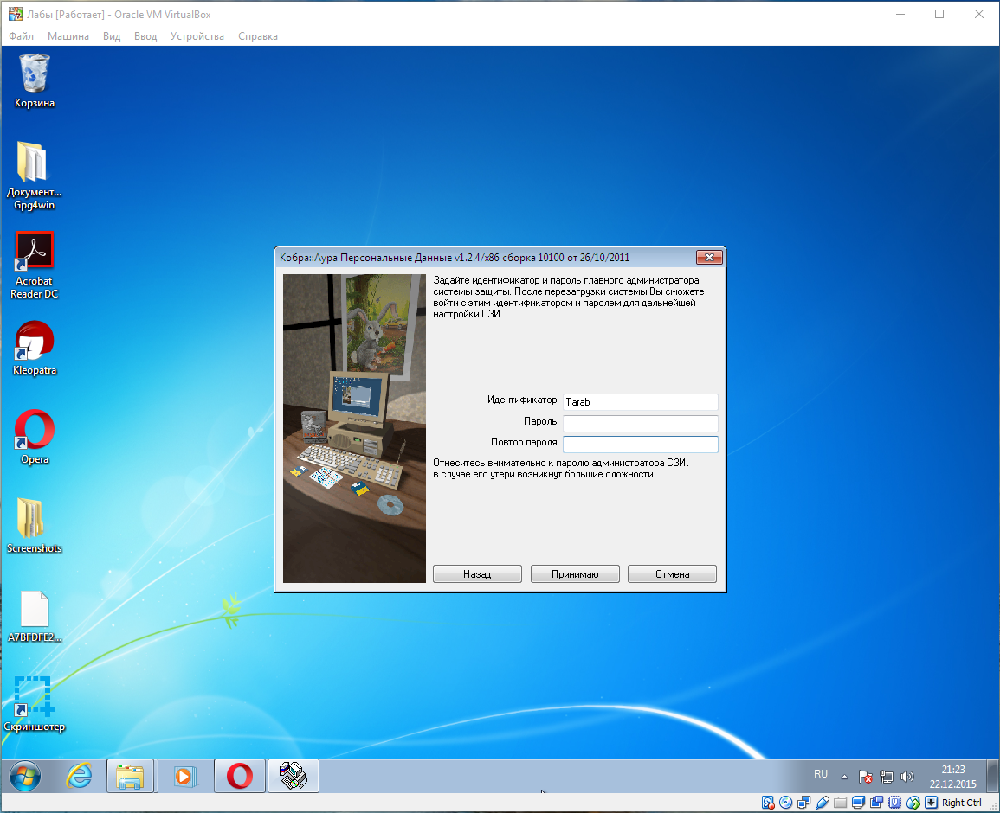 Лабы [Работает] - Oracle VM VirtualBox
Файл Машина Вид Ввод Устройства Справка
Корзина
Документ...
Gpg4win
Acrobat
Reader DC
Kleopatra
Opera
Screenshots
A7BFDFE2...
Скриншотер
Кобра::Аура Персональные Данные v1.2.4/x86 сборка 10100 от 26/10/2011
Задайте идентификатор и пароль главного администратора
системы защиты. После перезагрузки системы Вы сможете
войти с этим идентификатором и паролем для дальнейшей
настройки СЗИ.
Идентификатор Tarab
Пароль
Повтор пароля
Отнеситесь внимательно к паролю администратора СЗИ,
в случае его утери возникнут большие сложности.
Назад Принимаю Отмена
RU
21:23
22.12.2015
Right Ctrl